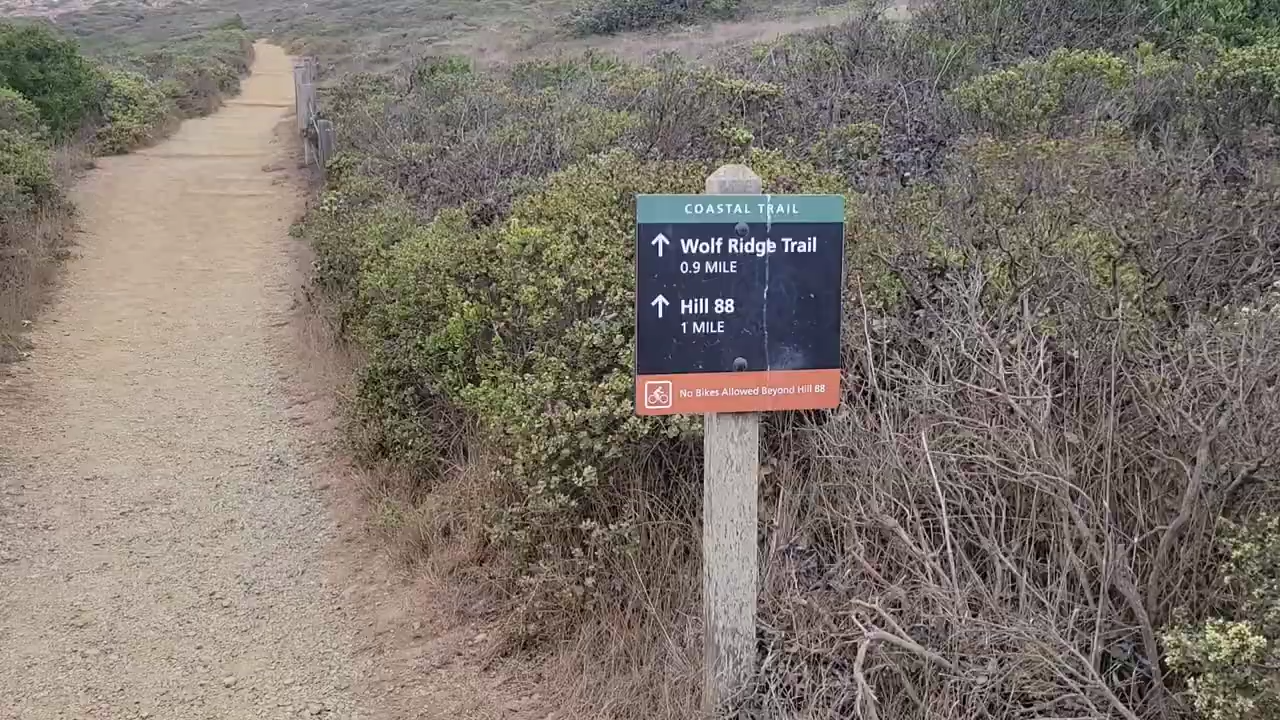 COASTAL TRAIL
Wolf Ridge Trail
0.9 MILE
Hill 88
1 MILE
No Bikes Allowed Beyond Hill 88